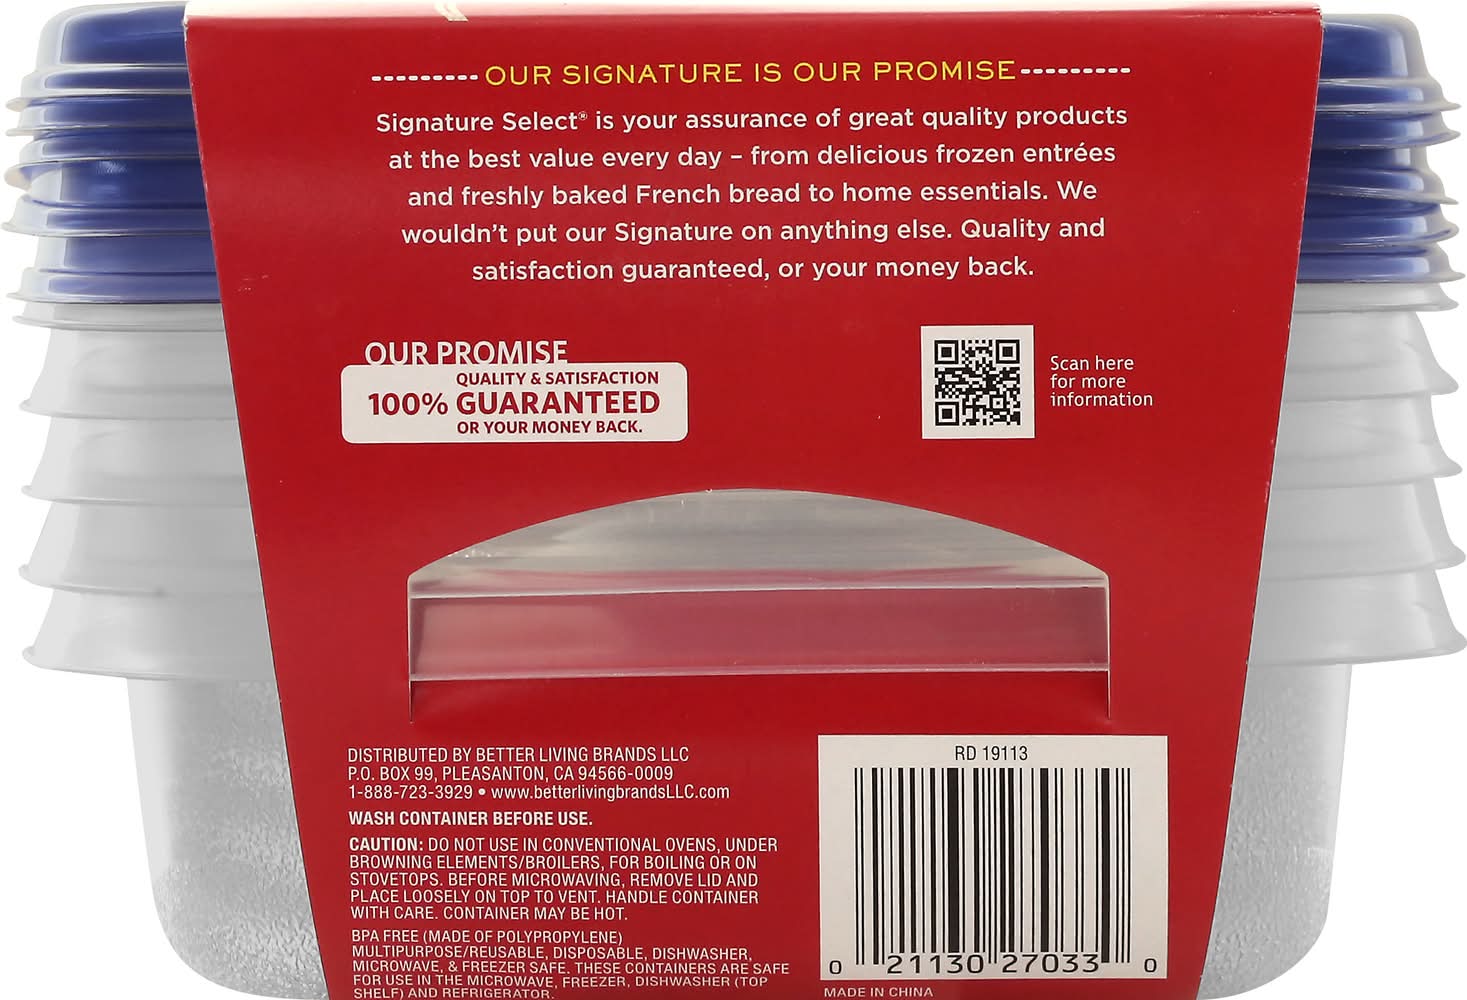 OUR SIGNATURE IS OUR PROMISE
Signature Select® is your assurance of great quality products
at the best value every day – from delicious frozen entrées
and freshly baked French bread to home essentials. We
wouldn't put our Signature on anything else. Quality and
satisfaction guaranteed, or your money back.
OUR PROMISE
QUALITY & SATISFACTION
100% GUARANTEED
OR YOUR MONEY BACK.
Scan here
for more
information
DISTRIBUTED BY BETTER LIVING BRANDS LLC
P.O. BOX 99, PLEASANTON, CA 94566-0009
1-888-723-3929 • www.betterlivingbrandsLLC.com
WASH CONTAINER BEFORE USE.
CAUTION: DO NOT USE IN CONVENTIONAL OVENS, UNDER
BROWNING ELEMENTS/BROILERS, FOR BOILING OR ON
STOVETOPS. BEFORE MICROWAVING, REMOVE LID AND
PLACE LOOSELY ON TOP TO VENT. HANDLE CONTAINER
WITH CARE. CONTAINER MAY BE HOT.
BPA FREE (MADE OF POLYPROPYLENE)
MULTIPURPOSE/REUSABLE, DISPOSABLE, DISHWASHER,
MICROWAVE, & FREEZER SAFE. THESE CONTAINERS ARE SAFE
FOR USE IN THE MICROWAVE, FREEZER, DISHWASHER (TOP
SHELF) AND REFRIGERATOR.
RD 19113
0 21130 27033 0
MADE IN CHINA